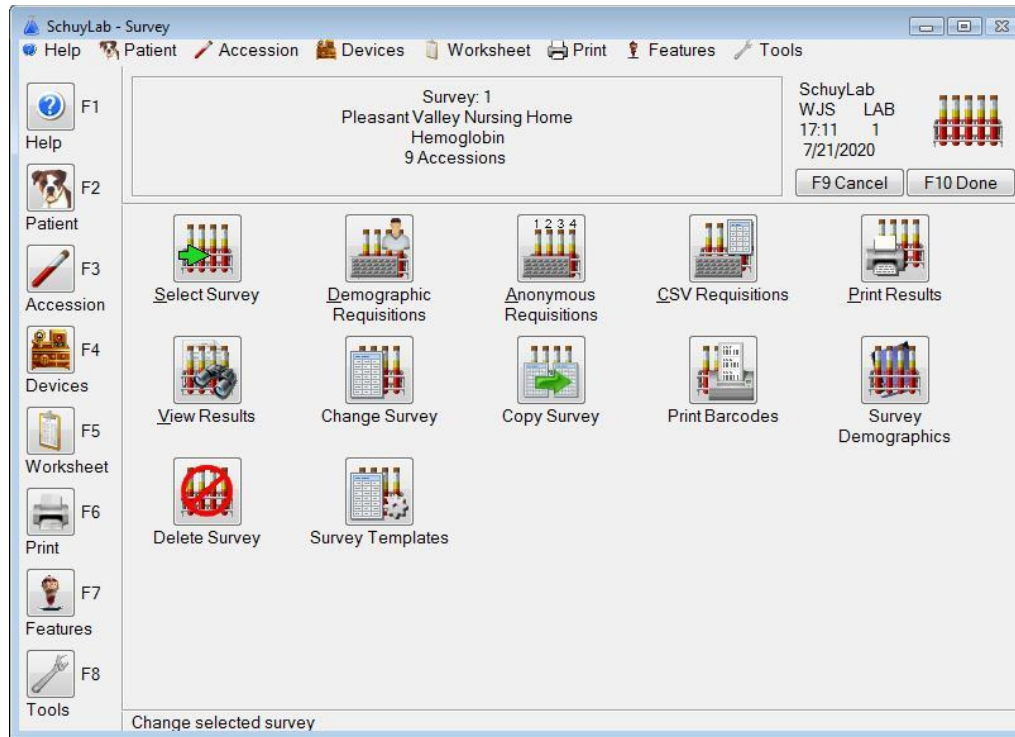 SchuyLab - Survey
Help Patient Accession Devices Worksheet Print Features Tools
F1
Help
F2
Patient
F3
Accession
F4
Devices
F5
Worksheet
F6
Print
F7
Features
F8
Tools
Survey: 1
Pleasant Valley Nursing Home
Hemoglobin
9 Accessions
SchuyLab
WJS LAB
17:11 1
7/21/2020
F9 Cancel F10 Done
1 2 3 4
Select Survey
Demographic
Requisitions
Anonymous
Requisitions
CSV Requisitions
Print Results
View Results
Change Survey
Copy Survey
Print Barcodes
Survey
Demographics
Delete Survey
Survey Templates
Change selected survey